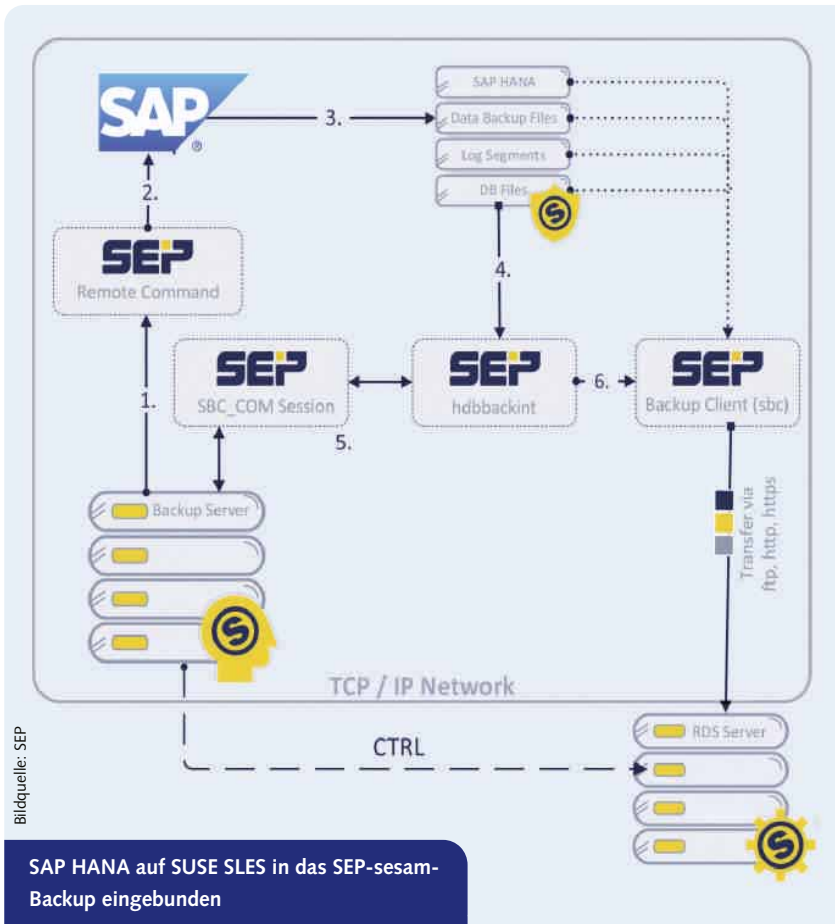 SAP
®
3.
SAP HANA
Data Backup Files
Log Segments
DB Files
S
2.
SEP
Remote Command
4.
1.
SEP
SBC_COM Session
SEP
hdbbackint
6.
SEP
Backup Client (sbc)
5.
Backup Server
S
Transfer via
ftp, http, https
TCP / IP Network
RDS Server
CTRL
S
Bildquelle: SEP
SAP HANA auf SUSE SLES in das SEP-sesam-
Backup eingebunden